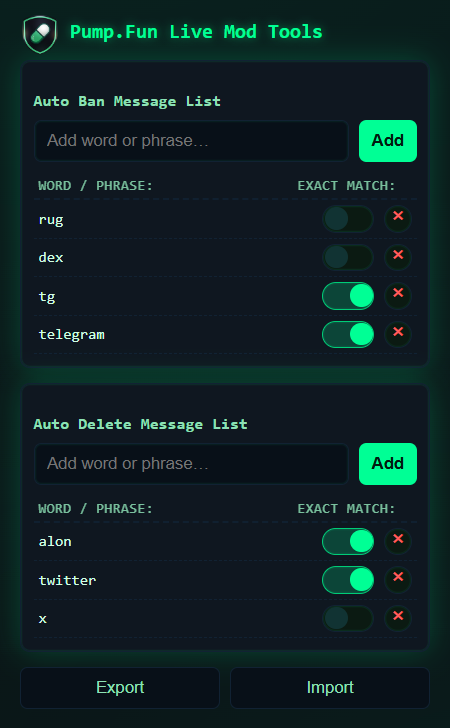 Pump.Fun Live Mod Tools
Auto Ban Message List
Add word or phrase...
Add
WORD / PHRASE: EXACT MATCH:
rug
dex
tg
telegram
Auto Delete Message List
Add word or phrase...
Add
WORD / PHRASE: EXACT MATCH:
alon
twitter
x
Export Import